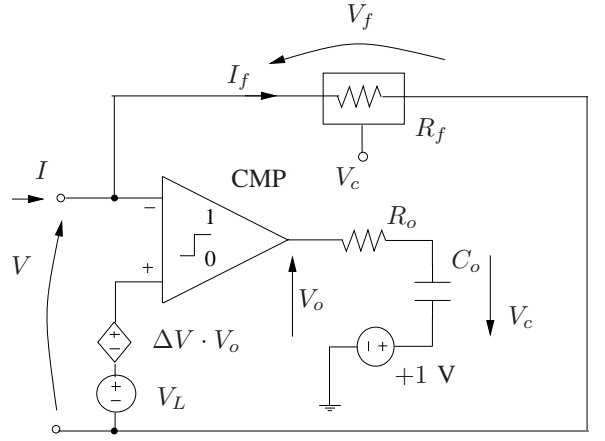 V_f
I_f
R_f
V_c
I
CMP
−
1
0
+
R_o
C_o
V
V_o
V_c
+
−
ΔV · V_o
+
−
V_L
− +
+1 V